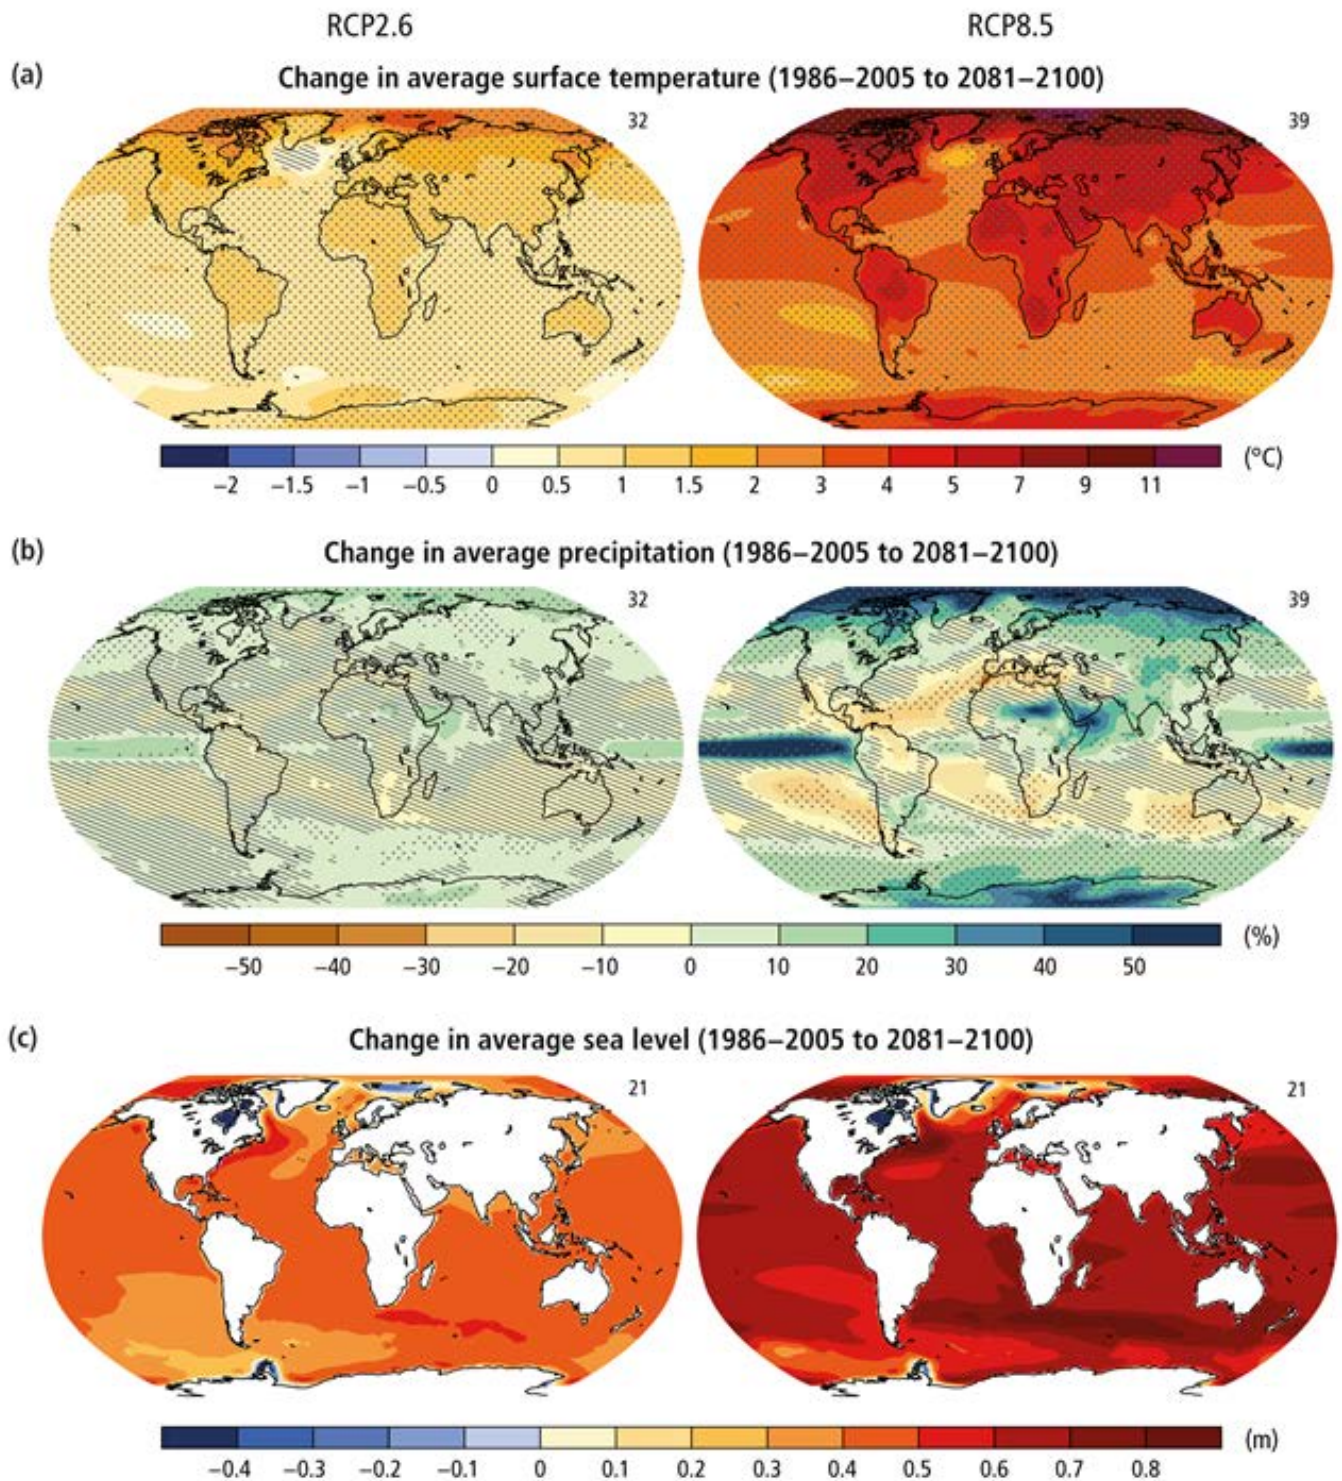 RCP2.6 RCP8.5
(a) Change in average surface temperature (1986–2005 to 2081–2100)
32 39
−2 −1.5 −1 −0.5 0 0.5 1 1.5 2 3 4 5 7 9 11 (°C)
(b) Change in average precipitation (1986–2005 to 2081–2100)
32 39
−50 −40 −30 −20 −10 0 10 20 30 40 50 (%)
(c) Change in average sea level (1986–2005 to 2081–2100)
21 21
−0.4 −0.3 −0.2 −0.1 0 0.1 0.2 0.3 0.4 0.5 0.6 0.7 0.8 (m)